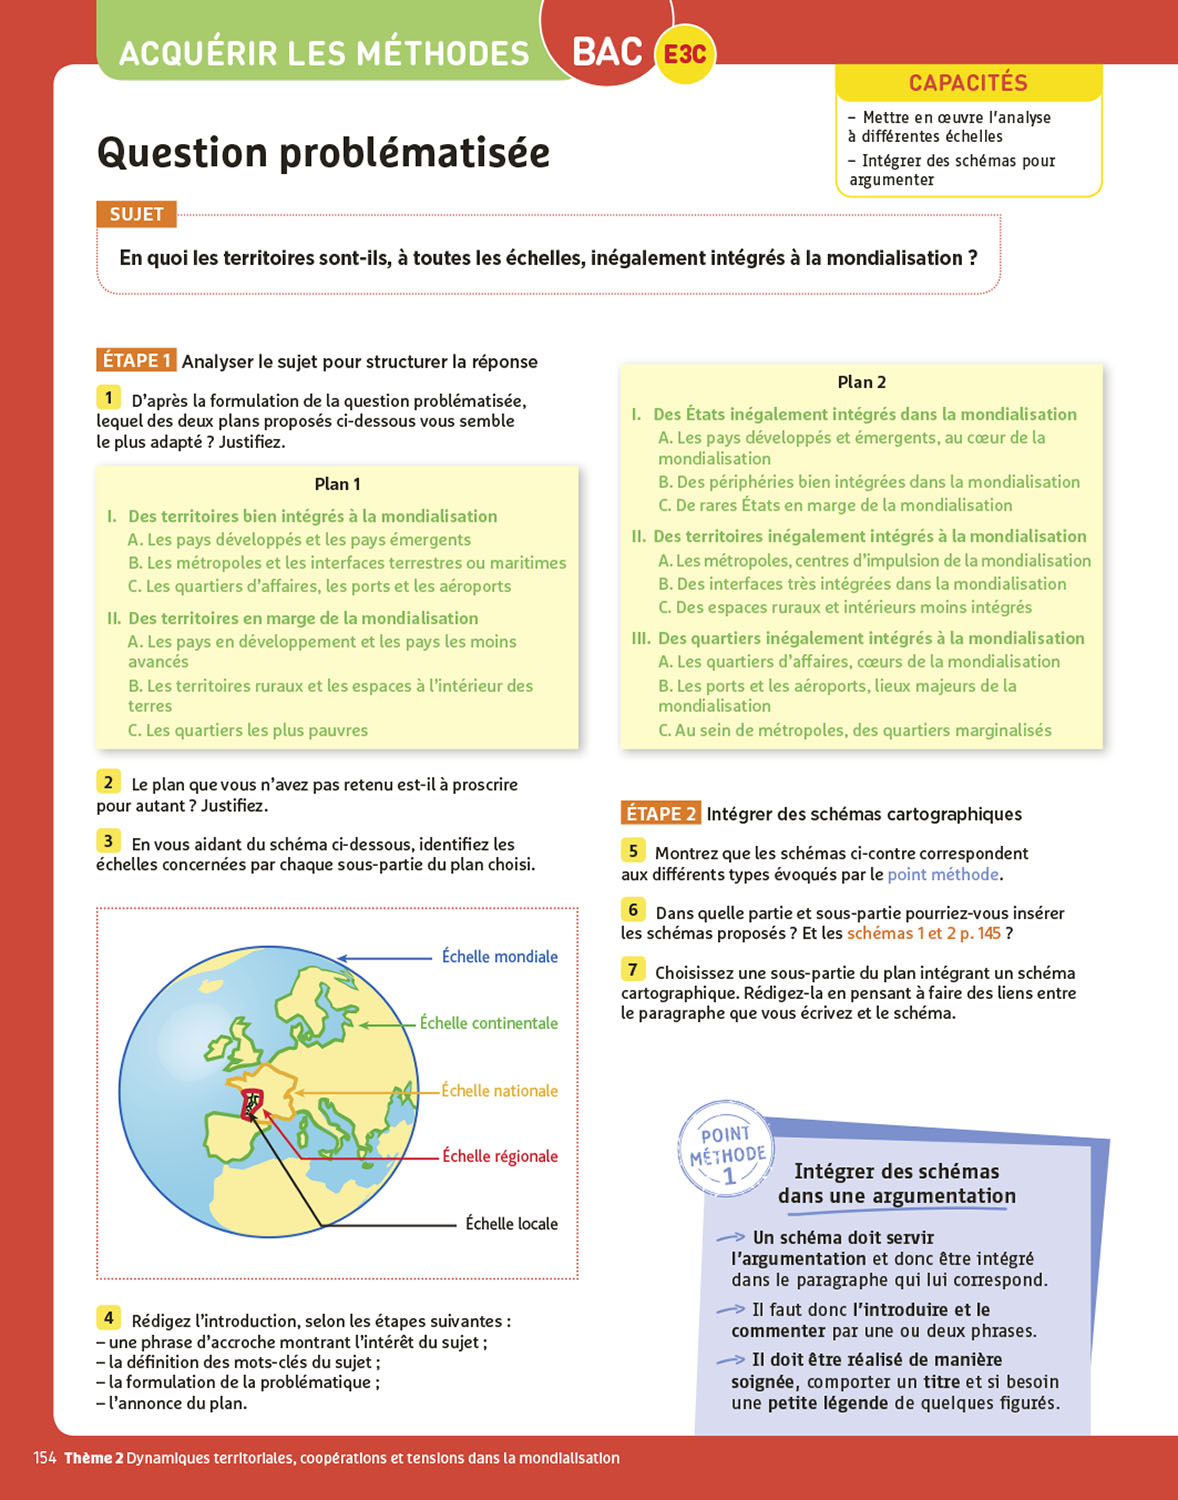 ACQUÉRIR LES MÉTHODES
BAC
E3C
CAPACITÉS
– Mettre en œuvre l'analyse
à différentes échelles
– Intégrer des schémas pour
argumenter
Question problématisée
SUJET
En quoi les territoires sont-ils, à toutes les échelles, inégalement intégrés à la mondialisation ?
ÉTAPE 1 Analyser le sujet pour structurer la réponse
1 D'après la formulation de la question problématisée,
lequel des deux plans proposés ci-dessous vous semble
le plus adapté ? Justifiez.
Plan 1
I. Des territoires bien intégrés à la mondialisation
A. Les pays développés et les pays émergents
B. Les métropoles et les interfaces terrestres ou maritimes
C. Les quartiers d'affaires, les ports et les aéroports
II. Des territoires en marge de la mondialisation
A. Les pays en développement et les pays les moins
avancés
B. Les territoires ruraux et les espaces à l'intérieur des
terres
C. Les quartiers les plus pauvres
Plan 2
I. Des États inégalement intégrés dans la mondialisation
A. Les pays développés et émergents, au cœur de la
mondialisation
B. Des périphéries bien intégrées dans la mondialisation
C. De rares États en marge de la mondialisation
II. Des territoires inégalement intégrés à la mondialisation
A. Les métropoles, centres d'impulsion de la mondialisation
B. Des interfaces très intégrées dans la mondialisation
C. Des espaces ruraux et intérieurs moins intégrés
III. Des quartiers inégalement intégrés à la mondialisation
A. Les quartiers d'affaires, cœurs de la mondialisation
B. Les ports et les aéroports, lieux majeurs de la
mondialisation
C. Au sein de métropoles, des quartiers marginalisés
2 Le plan que vous n'avez pas retenu est-il à proscrire
pour autant ? Justifiez.
3 En vous aidant du schéma ci-dessous, identifiez les
échelles concernées par chaque sous-partie du plan choisi.
Échelle mondiale
Échelle continentale
Échelle nationale
Échelle régionale
Échelle locale
4 Rédigez l'introduction, selon les étapes suivantes :
– une phrase d'accroche montrant l'intérêt du sujet ;
– la définition des mots-clés du sujet ;
– la formulation de la problématique ;
– l'annonce du plan.
ÉTAPE 2 Intégrer des schémas cartographiques
5 Montrez que les schémas ci-contre correspondent
aux différents types évoqués par le point méthode.
6 Dans quelle partie et sous-partie pourriez-vous insérer
les schémas proposés ? Et les schémas 1 et 2 p. 145 ?
7 Choisissez une sous-partie du plan intégrant un schéma
cartographique. Rédigez-la en pensant à faire des liens entre
le paragraphe que vous écrivez et le schéma.
POINT
MÉTHODE
1
Intégrer des schémas
dans une argumentation
Un schéma doit servir
l'argumentation et donc être intégré
dans le paragraphe qui lui correspond.
Il faut donc l'introduire et le
commenter par une ou deux phrases.
Il doit être réalisé de manière
soignée, comporter un titre et si besoin
une petite légende de quelques figurés.
154 Thème 2 Dynamiques territoriales, coopérations et tensions dans la mondialisation